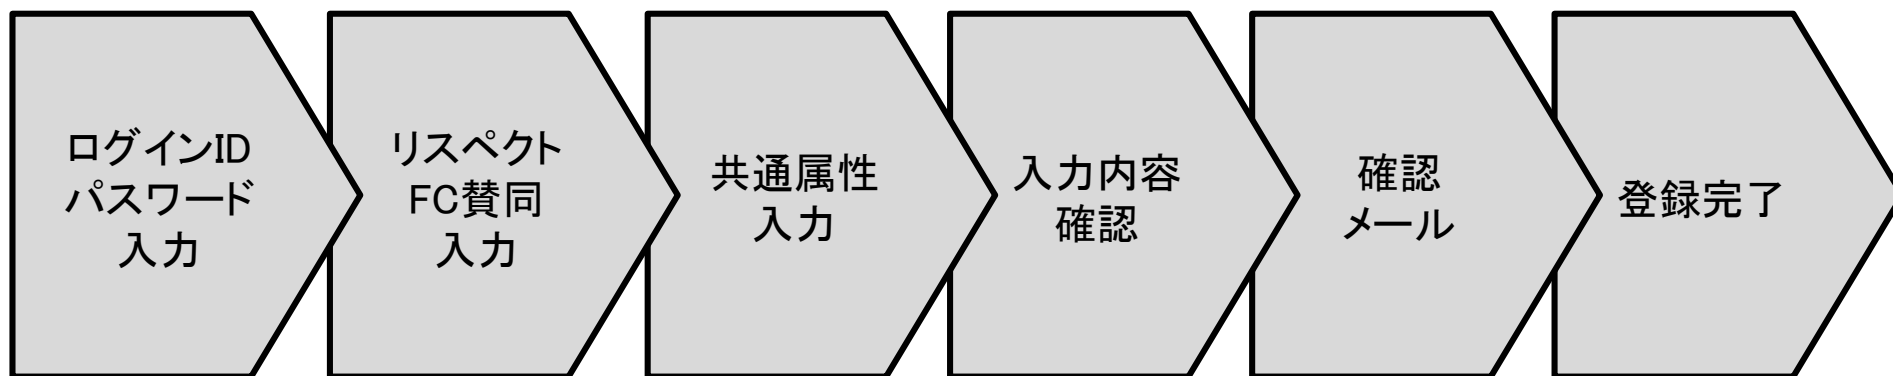 ログインID
パスワード
入力
リスペクト
FC賛同
入力
共通属性
入力
入力内容
確認
確認
メール
登録完了